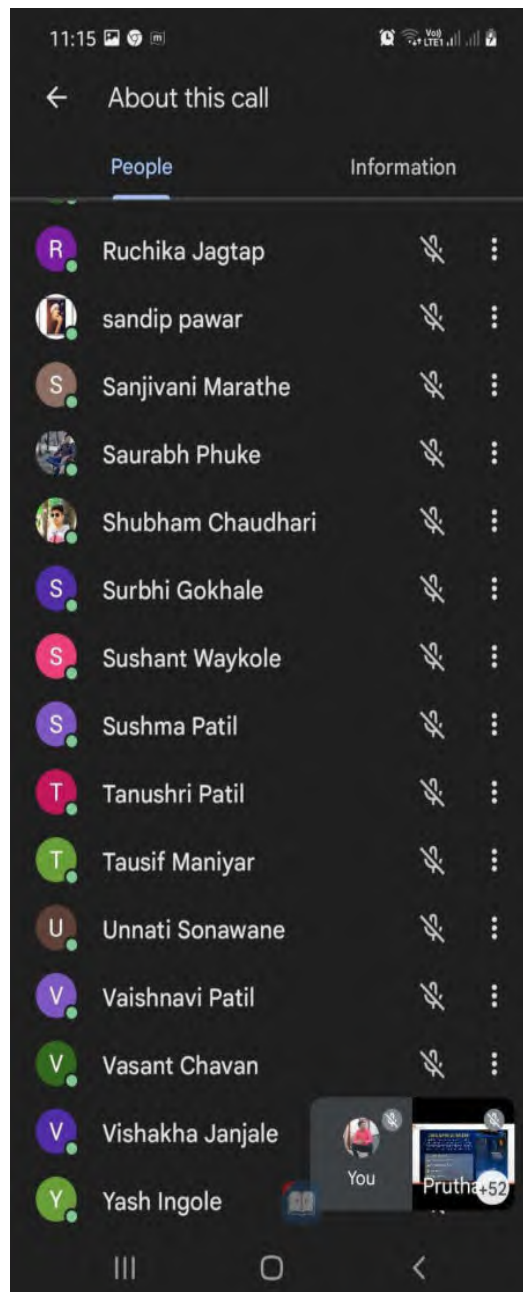 11:15
Vo)
LTE1
About this call
People
Information
R
Ruchika Jagtap
sandip pawar
S
Sanjivani Marathe
Saurabh Phuke
Shubham Chaudhari
S
Surbhi Gokhale
S
Sushant Waykole
S
Sushma Patil
T
Tanushri Patil
T
Tausif Maniyar
U
Unnati Sonawane
V
Vaishnavi Patil
V
Vasant Chavan
V
Vishakha Janjale
You
Prutha
+52
Y
Yash Ingole